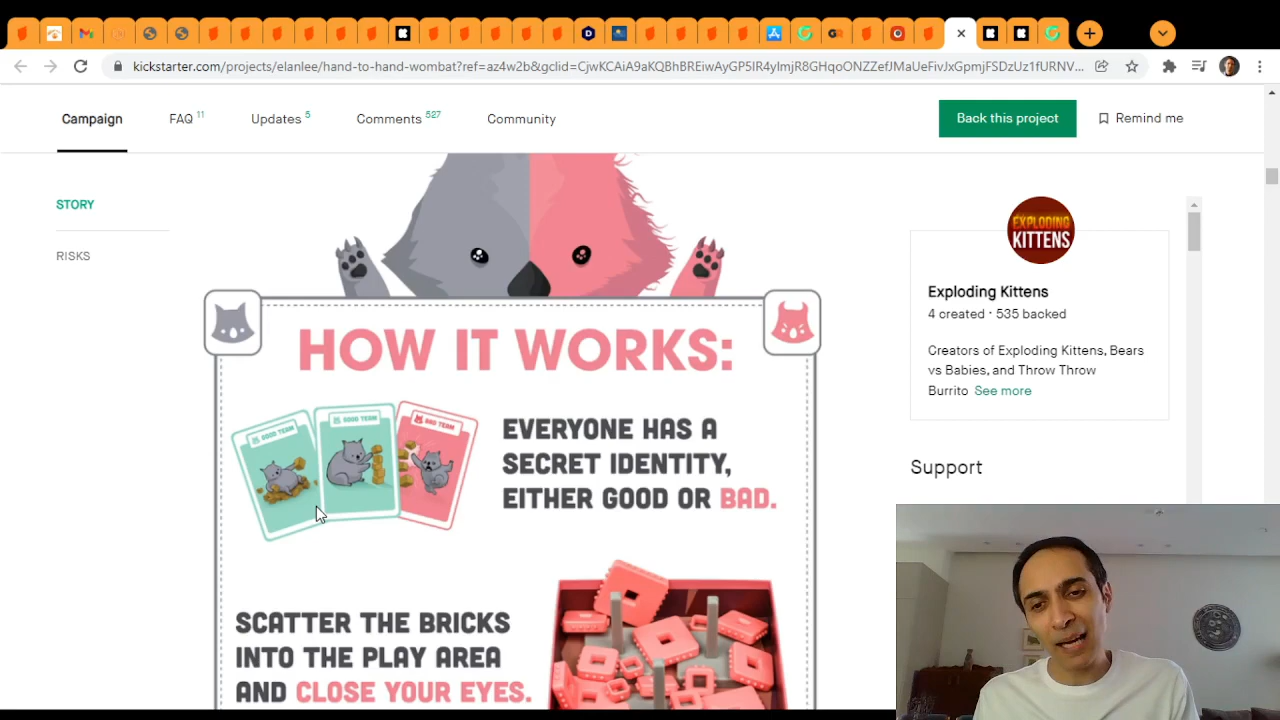 kickstarter.com/projects/elanlee/hand-to-hand-wombat?ref=az4w2b&gclid=CjwKCAiA9aKQBhBREiwAyGP5lR4ylmjR8GHqoONZZefJMaUeFivJxGpmjFSDzUz1fURNV...
Campaign
FAQ 11
Updates 5
Comments 527
Community
Back this project
Remind me
STORY
RISKS
EXPLODING
KITTENS
Exploding Kittens
4 created · 535 backed
Creators of Exploding Kittens, Bears
vs Babies, and Throw Throw
Burrito See more
Support
HOW IT WORKS:
GOOD TEAM
GOOD TEAM
BAD TEAM
EVERYONE HAS A
SECRET IDENTITY,
EITHER GOOD OR BAD.
SCATTER THE BRICKS
INTO THE PLAY AREA
AND CLOSE YOUR EYES.